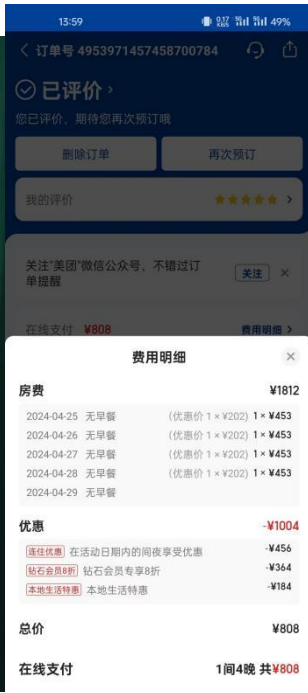 13:59 0.17 KB/S 5G 5G 49%
订单号 4953971457458700784
已评价
您已评价，期待您再次预订哦
删除订单 再次预订
我的评价
关注"美团"微信公众号，不错过订
单提醒
关注
在线支付 ¥808 费用明细
费用明细
房费 ¥1812
2024-04-25 无早餐 (优惠价 1 × ¥202) 1 × ¥453
2024-04-26 无早餐 (优惠价 1 × ¥202) 1 × ¥453
2024-04-27 无早餐 (优惠价 1 × ¥202) 1 × ¥453
2024-04-28 无早餐 (优惠价 1 × ¥202) 1 × ¥453
2024-04-29 无早餐
优惠 -¥1004
连住优惠 在活动日期内的间夜享受优惠 -¥456
钻石会员8折 钻石会员专享8折 -¥364
本地生活特惠 本地生活特惠 -¥184
总价 ¥808
在线支付 1间4晚 共¥808